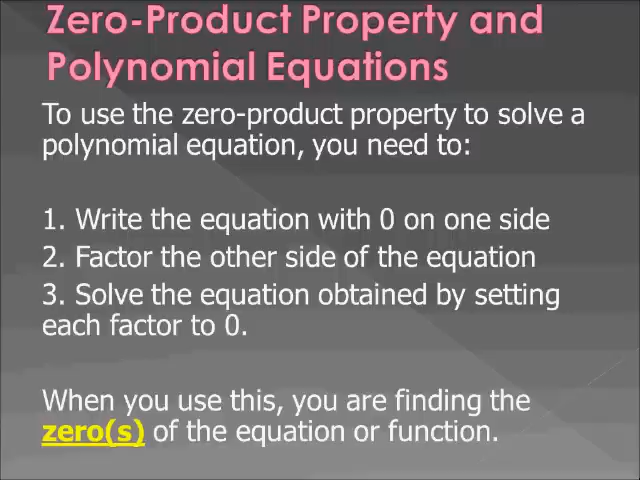 Zero-Product Property and
Polynomial Equations
To use the zero-product property to solve a
polynomial equation, you need to:
1. Write the equation with 0 on one side
2. Factor the other side of the equation
3. Solve the equation obtained by setting
each factor to 0.
When you use this, you are finding the
zero(s) of the equation or function.